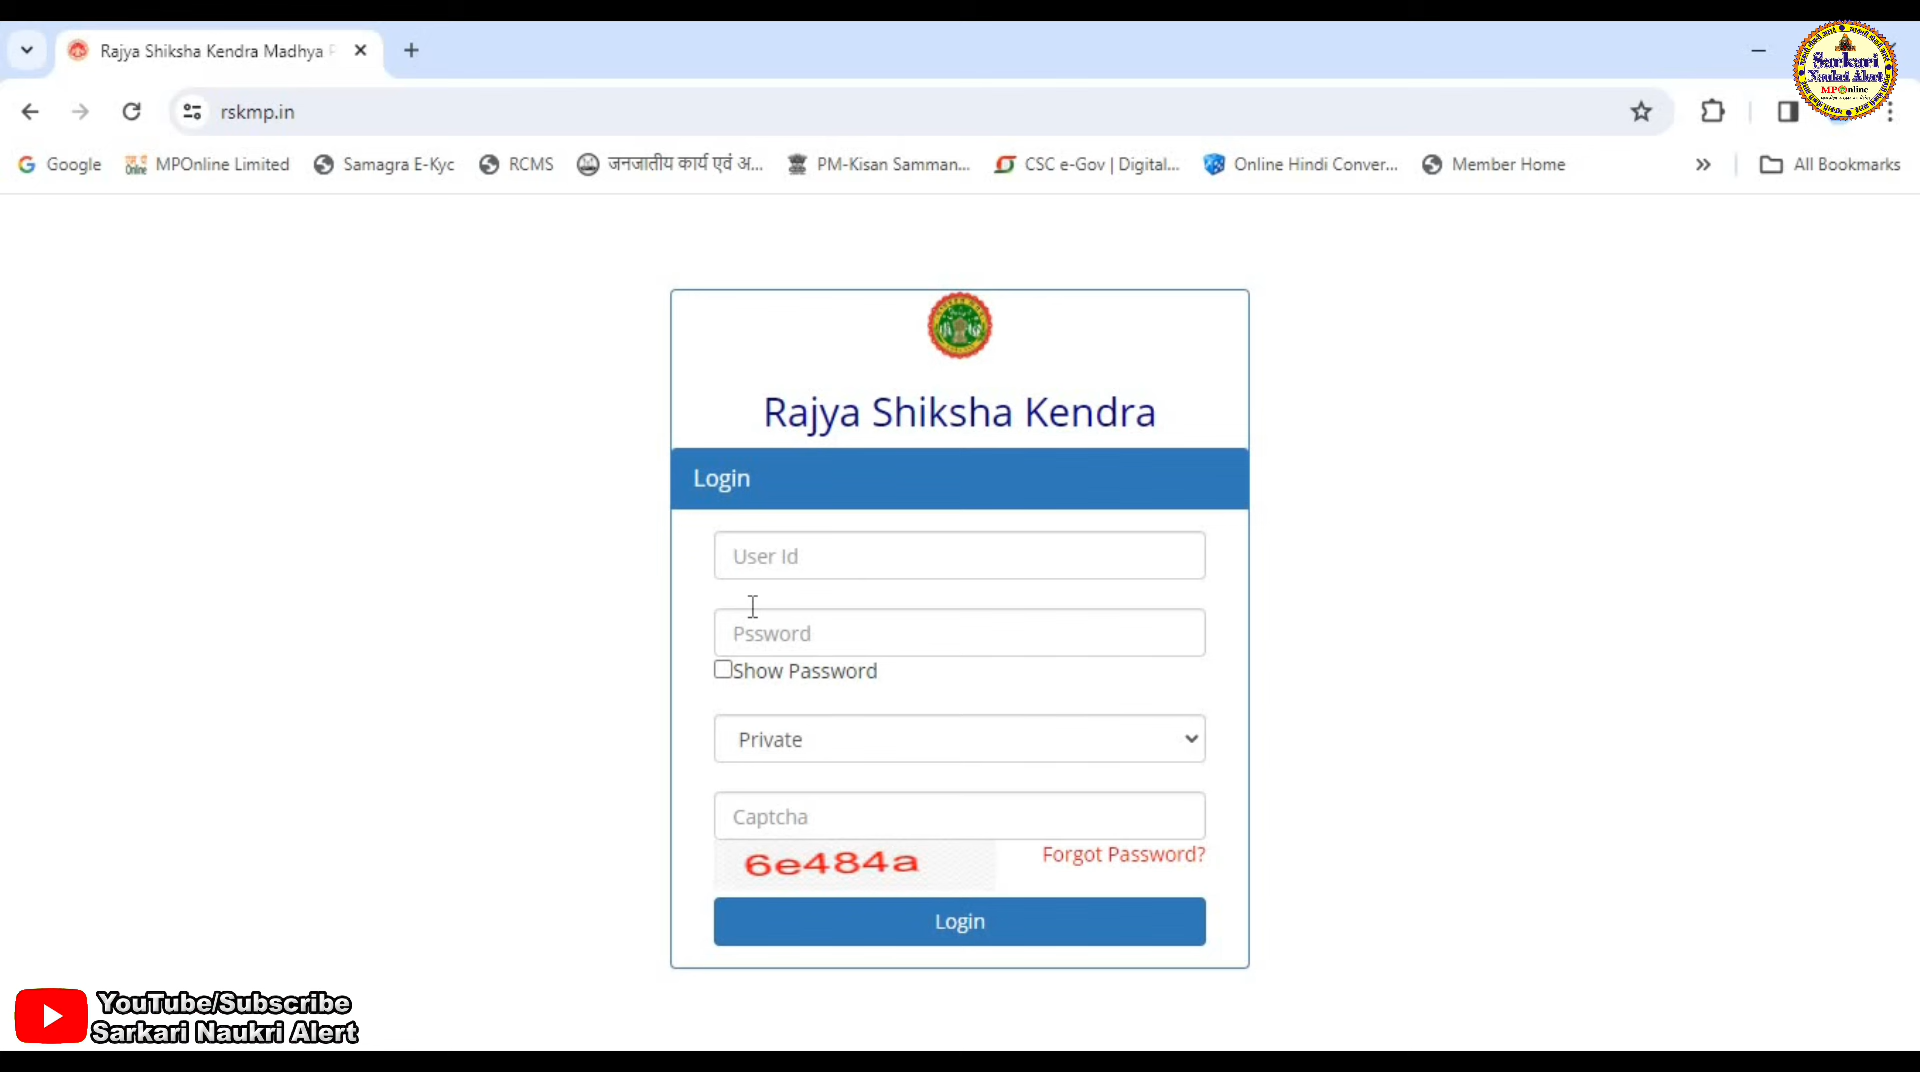 Rajya Shiksha Kendra Madhya P
rskmp.in
Google MPOnline Limited Samagra E-Kyc RCMS जनजातीय कार्य एवं अ... PM-Kisan Samman... CSC e-Gov | Digital... Online Hindi Conver... Member Home All Bookmarks
Sarkari
Naukri Alert
MPOnline
Rajya Shiksha Kendra
Login
User Id
Pssword
Show Password
Private
Captcha
6e484a
Forgot Password?
Login
YouTube/Subscribe
Sarkari Naukri Alert